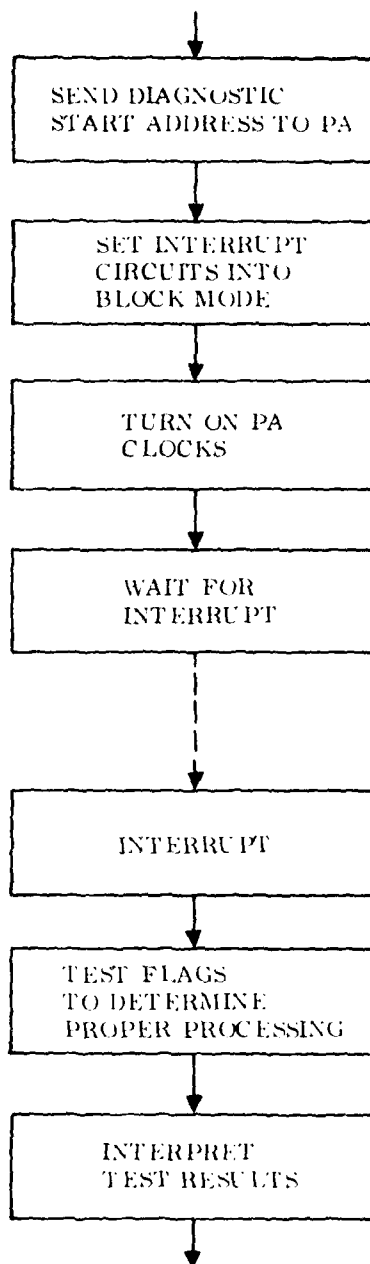 SEND DIAGNOSTIC
START ADDRESS TO PA
SET INTERRUPT
CIRCUITS INTO
BLOCK MODE
TURN ON PA
CLOCKS
WAIT FOR
INTERRUPT
INTERRUPT
TEST FLAGS
TO DETERMINE
PROPER PROCESSING
INTERPRET
TEST RESULTS